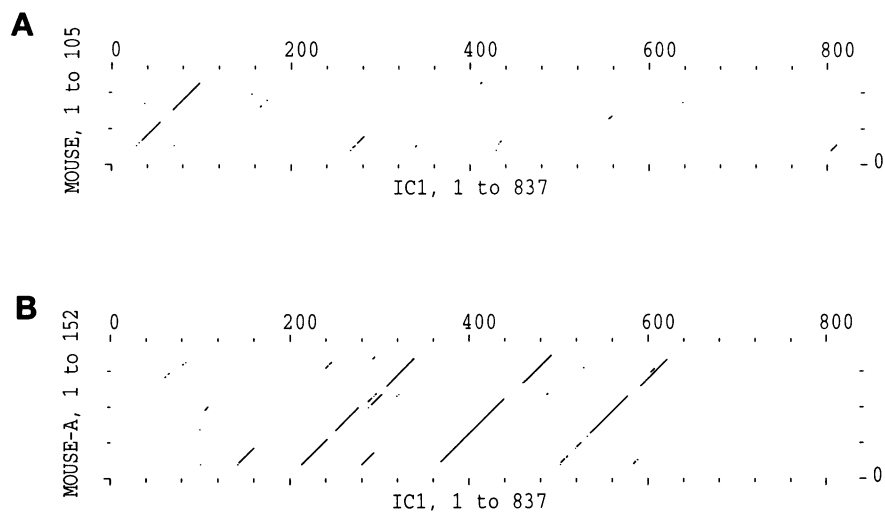 A
0 200 400 600 800
MOUSE, 1 to 105
0
IC1, 1 to 837
B
0 200 400 600 800
MOUSE-A, 1 to 152
0
IC1, 1 to 837